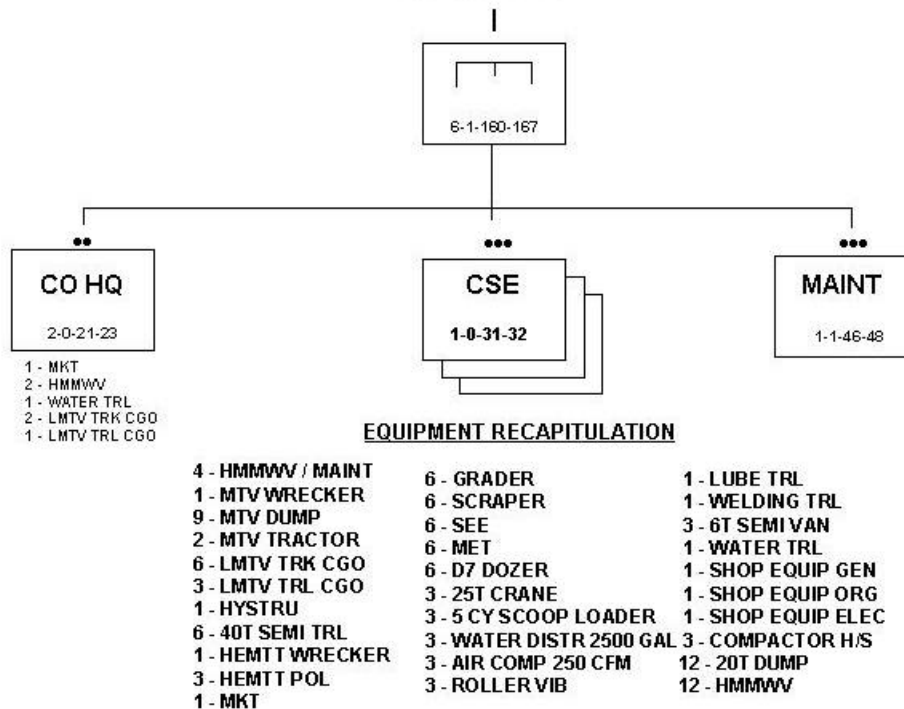 6-1-160-167
CO HQ
2-0-21-23
1 - MKT
2 - HMMWV
1 - WATER TRL
2 - LMTV TRK CGO
1 - LMTV TRL CGO
CSE
1-0-31-32
MAINT
1-1-46-48
EQUIPMENT RECAPITULATION
4 - HMMWV / MAINT
1 - MTV WRECKER
9 - MTV DUMP
2 - MTV TRACTOR
6 - LMTV TRK CGO
3 - LMTV TRL CGO
1 - HYSTRU
6 - 40T SEMI TRL
1 - HEMTT WRECKER
3 - HEMTT POL
1 - MKT
6 - GRADER
6 - SCRAPER
6 - SEE
6 - MET
6 - D7 DOZER
3 - 25T CRANE
3 - 5 CY SCOOP LOADER
3 - WATER DISTR 2500 GAL
3 - AIR COMP 250 CFM
3 - ROLLER VIB
1 - LUBE TRL
1 - WELDING TRL
3 - 6T SEMI VAN
1 - WATER TRL
1 - SHOP EQUIP GEN
1 - SHOP EQUIP ORG
1 - SHOP EQUIP ELEC
3 - COMPACTOR H/S
12 - 20T DUMP
12 - HMMWV